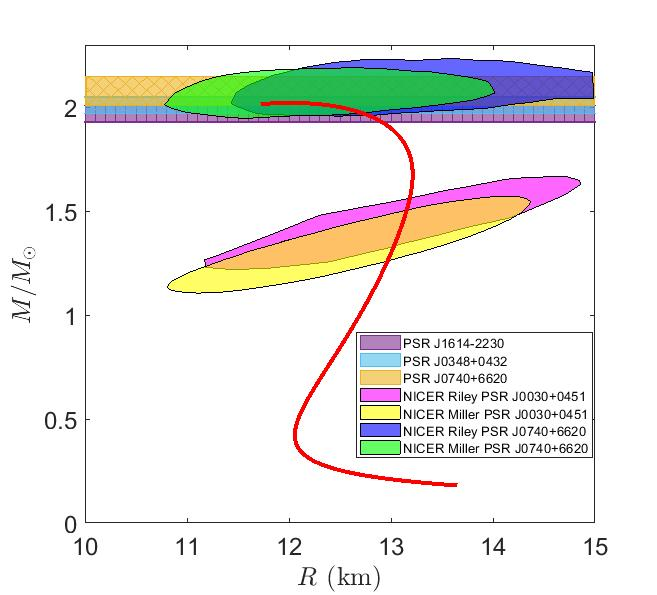 2
1.5
1
0.5
0
M/M⊙
PSR J1614-2230
PSR J0348+0432
PSR J0740+6620
NICER Riley PSR J0030+0451
NICER Miller PSR J0030+0451
NICER Riley PSR J0740+6620
NICER Miller PSR J0740+6620
10 11 12 13 14 15
R (km)